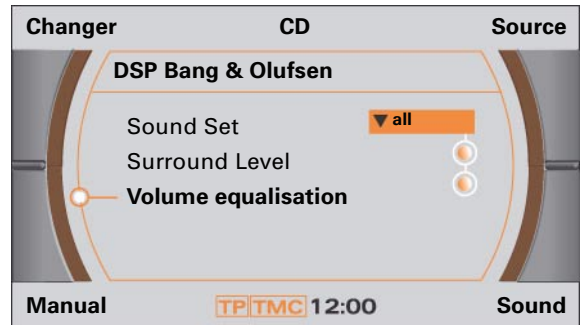 Changer CD Source
DSP Bang & Olufsen
Sound Set ▼ all
Surround Level
Volume equalisation
Manual TP TMC 12:00 Sound